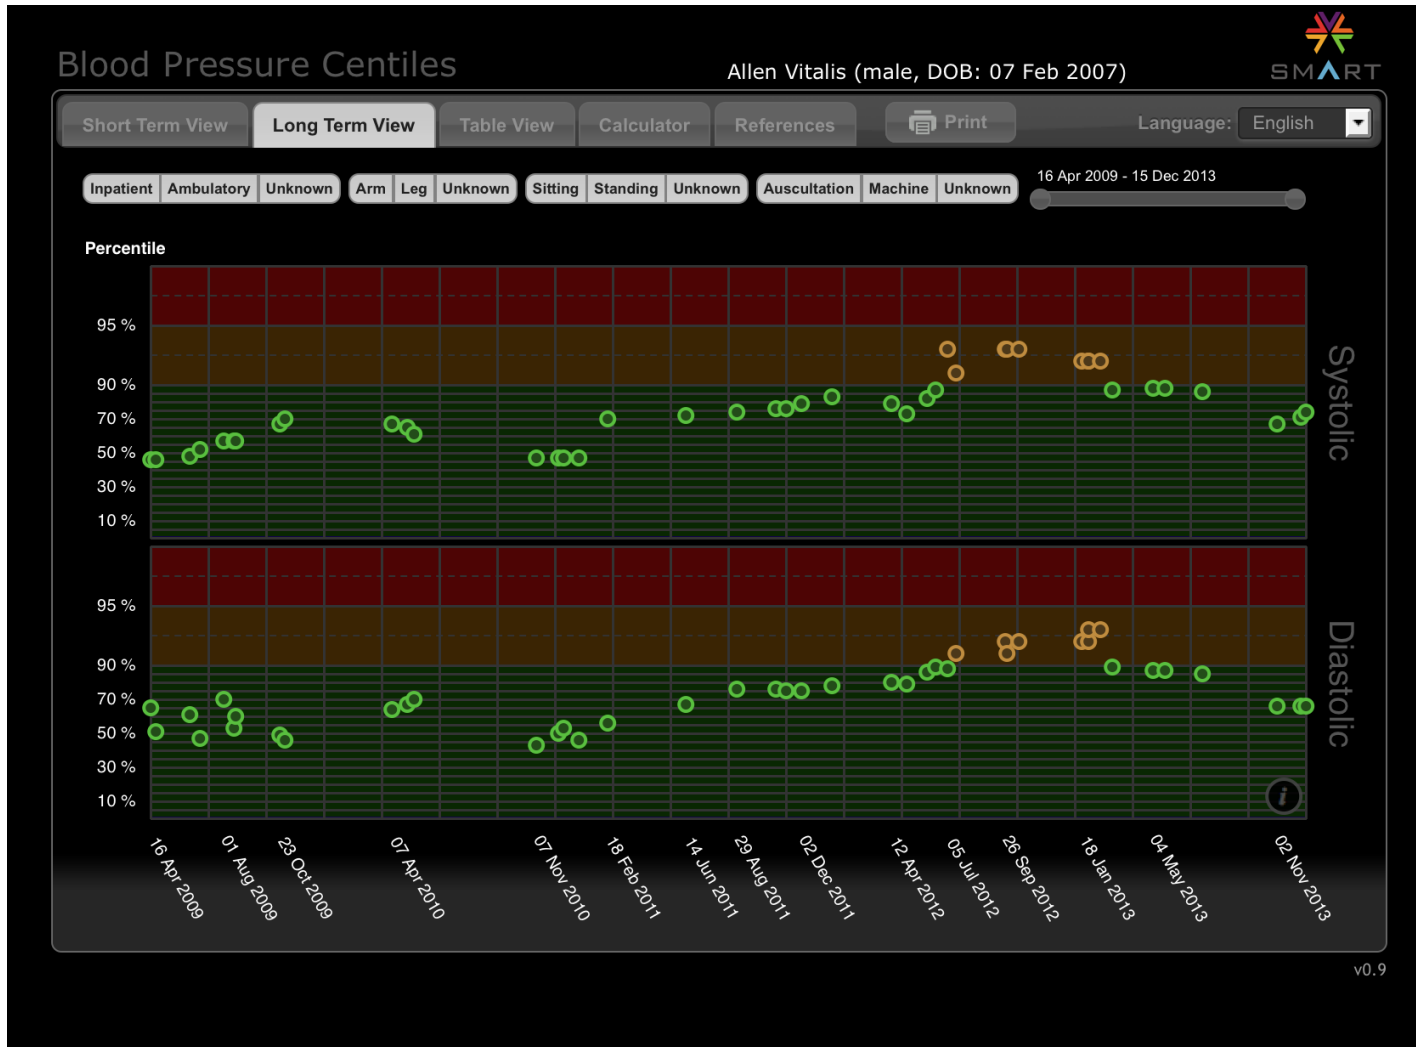 Blood Pressure Centiles
Allen Vitalis (male, DOB: 07 Feb 2007)
SMART
Short Term View
Long Term View
Table View
Calculator
References
Print
Language:
English
Inpatient Ambulatory Unknown
Arm Leg Unknown
Sitting Standing Unknown
Auscultation Machine Unknown
16 Apr 2009 - 15 Dec 2013
Percentile
95 %
90 %
70 %
50 %
30 %
10 %
Systolic
95 %
90 %
70 %
50 %
30 %
10 %
Diastolic
i
16 Apr 2009
01 Aug 2009
23 Oct 2009
07 Apr 2010
07 Nov 2010
18 Feb 2011
14 Jun 2011
29 Aug 2011
02 Dec 2011
12 Apr 2012
05 Jul 2012
26 Sep 2012
18 Jan 2013
04 May 2013
02 Nov 2013
v0.9